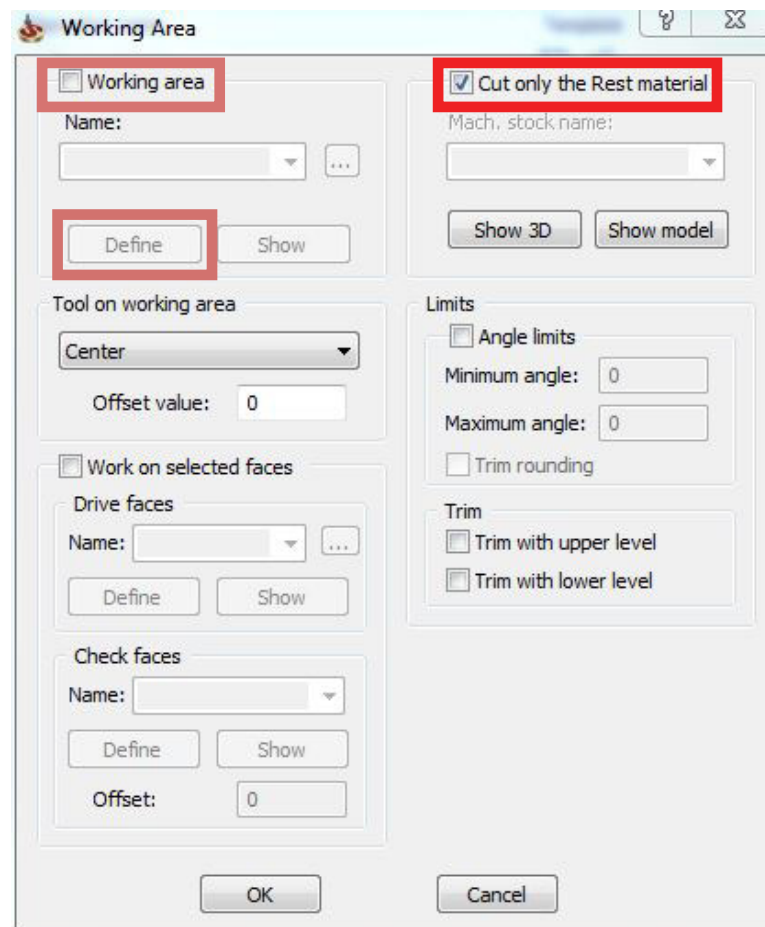 Working Area
Working area
Name:
...
Define Show
Tool on working area
Center
Offset value: 0
Work on selected faces
Drive faces
Name: ...
Define Show
Check faces
Name:
Define Show
Offset: 0
Cut only the Rest material
Mach. stock name:
Show 3D Show model
Limits
Angle limits
Minimum angle: 0
Maximum angle: 0
Trim rounding
Trim
Trim with upper level
Trim with lower level
OK Cancel